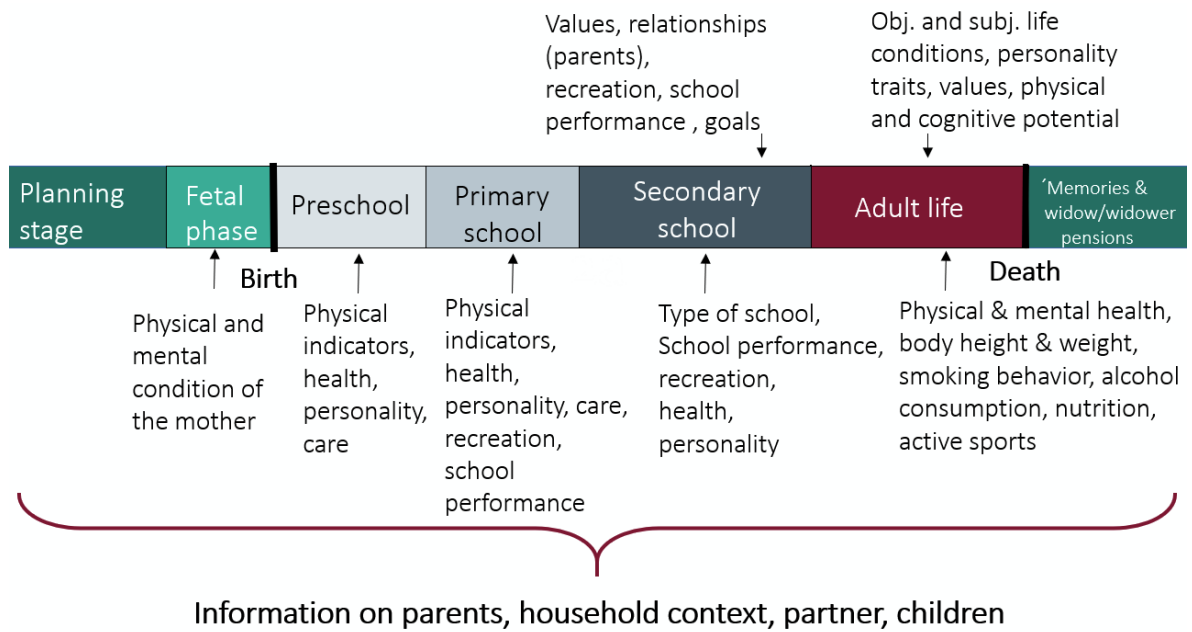 Values, relationships
(parents),
recreation, school
performance , goals
Obj. and subj. life
conditions, personality
traits, values, physical
and cognitive potential
Planning
stage
Fetal
phase
Preschool
Primary
school
Secondary
school
Adult life
´Memories &
widow/widower
pensions
Birth
Death
Physical and
mental
condition of
the mother
Physical
indicators,
health,
personality,
care
Physical
indicators,
health,
personality, care,
recreation,
school
performance
Type of school,
School performance,
recreation,
health,
personality
Physical & mental health,
body height & weight,
smoking behavior, alcohol
consumption, nutrition,
active sports
Information on parents, household context, partner, children